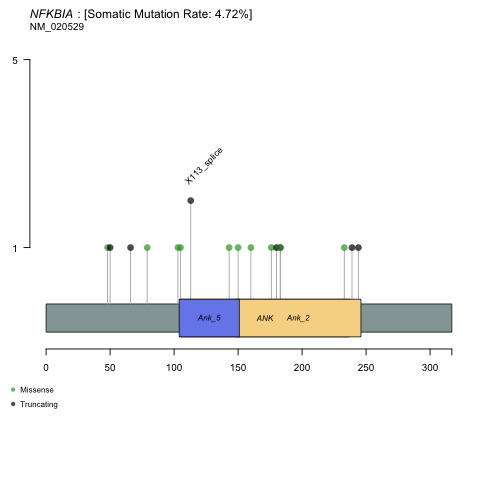 NFKBIA : [Somatic Mutation Rate: 4.72%]
NM_020529
5
X113_splice
1
Ank_5 ANK Ank_2
0 50 100 150 200 250 300
Missense
Truncating